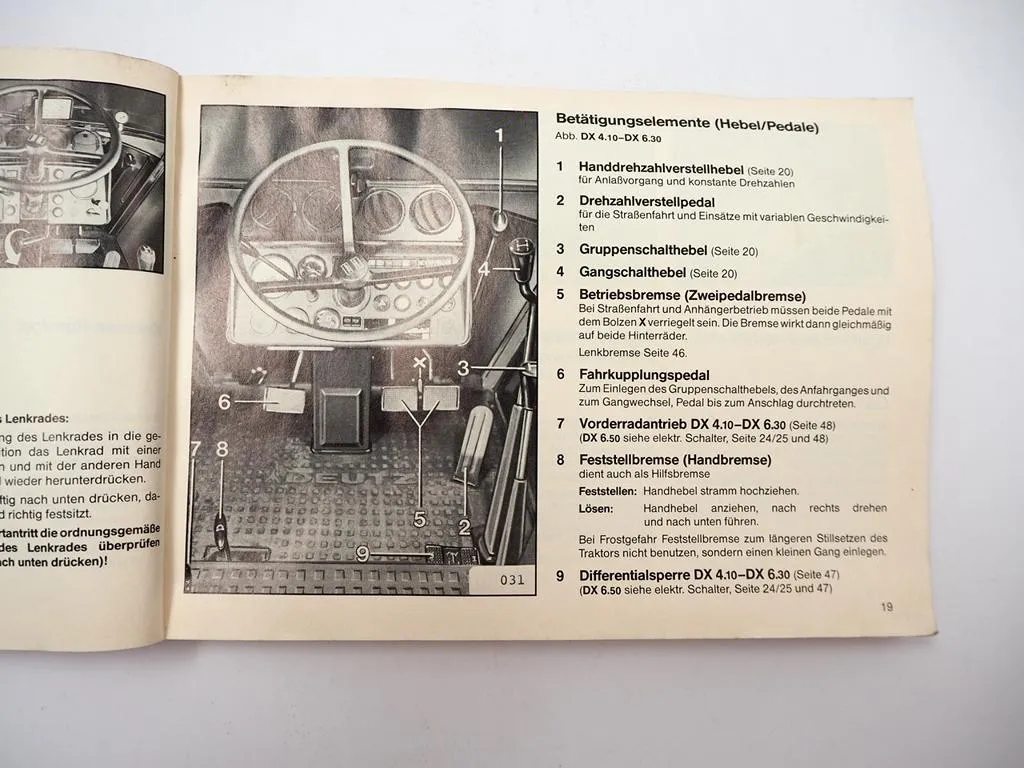 s Lenkrades:
ng des Lenkrades in die ge-
ition das Lenkrad mit einer
n und mit der anderen Hand
wieder herunterdrücken.
ftig nach unten drücken, da-
d richtig festsitzt.
rtantritt die ordnungsgemäße
des Lenkrades überprüfen
ach unten drücken)!
1
4
3
X
6
7 8
5
2
9
DEUT
031
Betätigungselemente (Hebel/Pedale)
Abb. DX 4.10–DX 6.30
1 Handdrehzahlverstellhebel (Seite 20)
für Anlaßvorgang und konstante Drehzahlen
2 Drehzahlverstellpedal
für die Straßenfahrt und Einsätze mit variablen Geschwindigkei-
ten
3 Gruppenschalthebel (Seite 20)
4 Gangschalthebel (Seite 20)
5 Betriebsbremse (Zweipedalbremse)
Bei Straßenfahrt und Anhängerbetrieb müssen beide Pedale mit
dem Bolzen X verriegelt sein. Die Bremse wirkt dann gleichmäßig
auf beide Hinterräder.
Lenkbremse Seite 46.
6 Fahrkupplungspedal
Zum Einlegen des Gruppenschalthebels, des Anfahrganges und
zum Gangwechsel, Pedal bis zum Anschlag durchtreten.
7 Vorderradantrieb DX 4.10–DX 6.30 (Seite 48)
(DX 6.50 siehe elektr. Schalter, Seite 24/25 und 48)
8 Feststellbremse (Handbremse)
dient auch als Hilfsbremse
Feststellen: Handhebel stramm hochziehen.
Lösen: Handhebel anziehen, nach rechts drehen
und nach unten führen.
Bei Frostgefahr Feststellbremse zum längeren Stillsetzen des
Traktors nicht benutzen, sondern einen kleinen Gang einlegen.
9 Differentialsperre DX 4.10–DX 6.30 (Seite 47)
(DX 6.50 siehe elektr. Schalter, Seite 24/25 und 47)
19